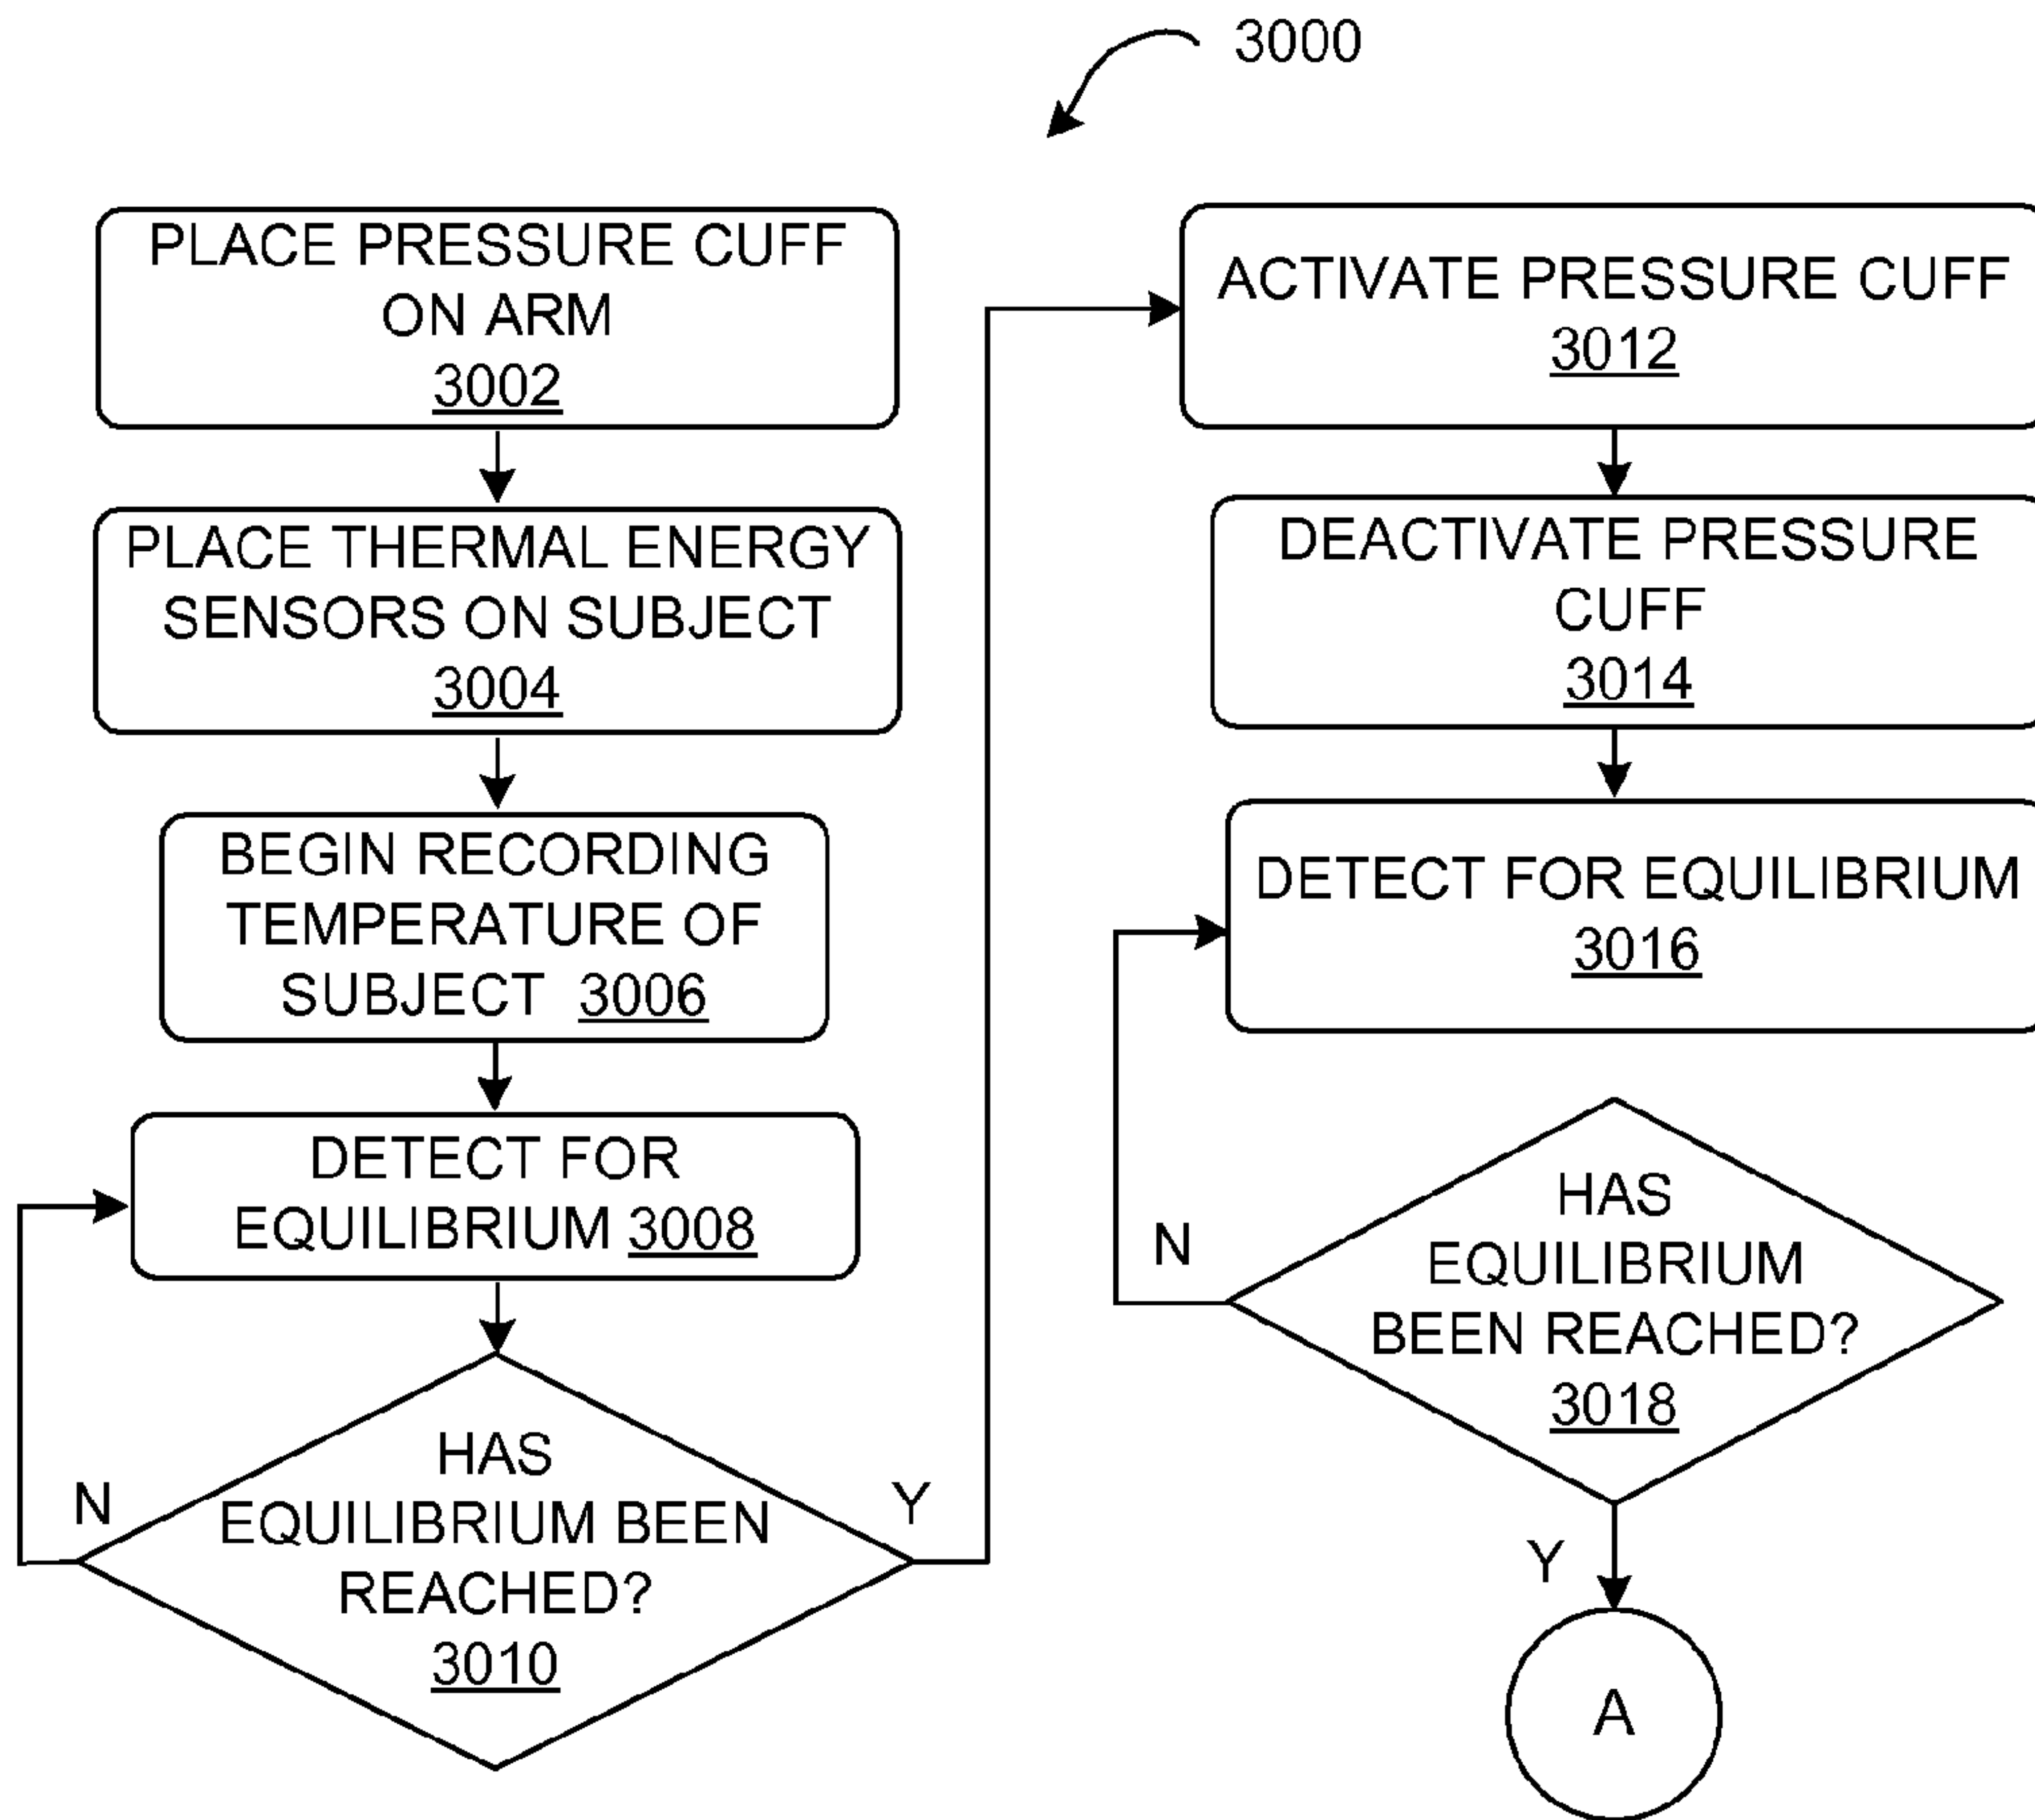 3000
PLACE PRESSURE CUFF
ON ARM
3002
PLACE THERMAL ENERGY
SENSORS ON SUBJECT
3004
BEGIN RECORDING
TEMPERATURE OF
SUBJECT 3006
DETECT FOR
EQUILIBRIUM 3008
HAS
EQUILIBRIUM BEEN
REACHED?
3010
N
Y
ACTIVATE PRESSURE CUFF
3012
DEACTIVATE PRESSURE
CUFF
3014
DETECT FOR EQUILIBRIUM
3016
HAS
EQUILIBRIUM
BEEN REACHED?
3018
N
Y
A